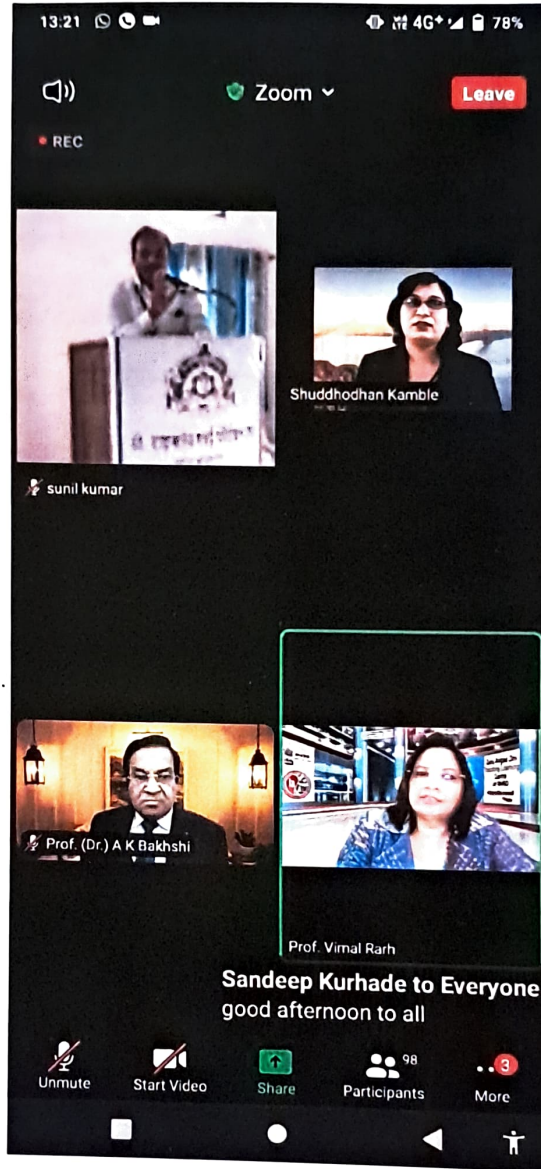 13:21
4G+ 78%
Zoom
Leave
REC
sunil kumar
Shuddhodhan Kamble
Prof. (Dr.) A K Bakhshi
Prof. Vimal Rarh
Sandeep Kurhade to Everyone
good afternoon to all
Unmute
Start Video
Share
98
Participants
3
More